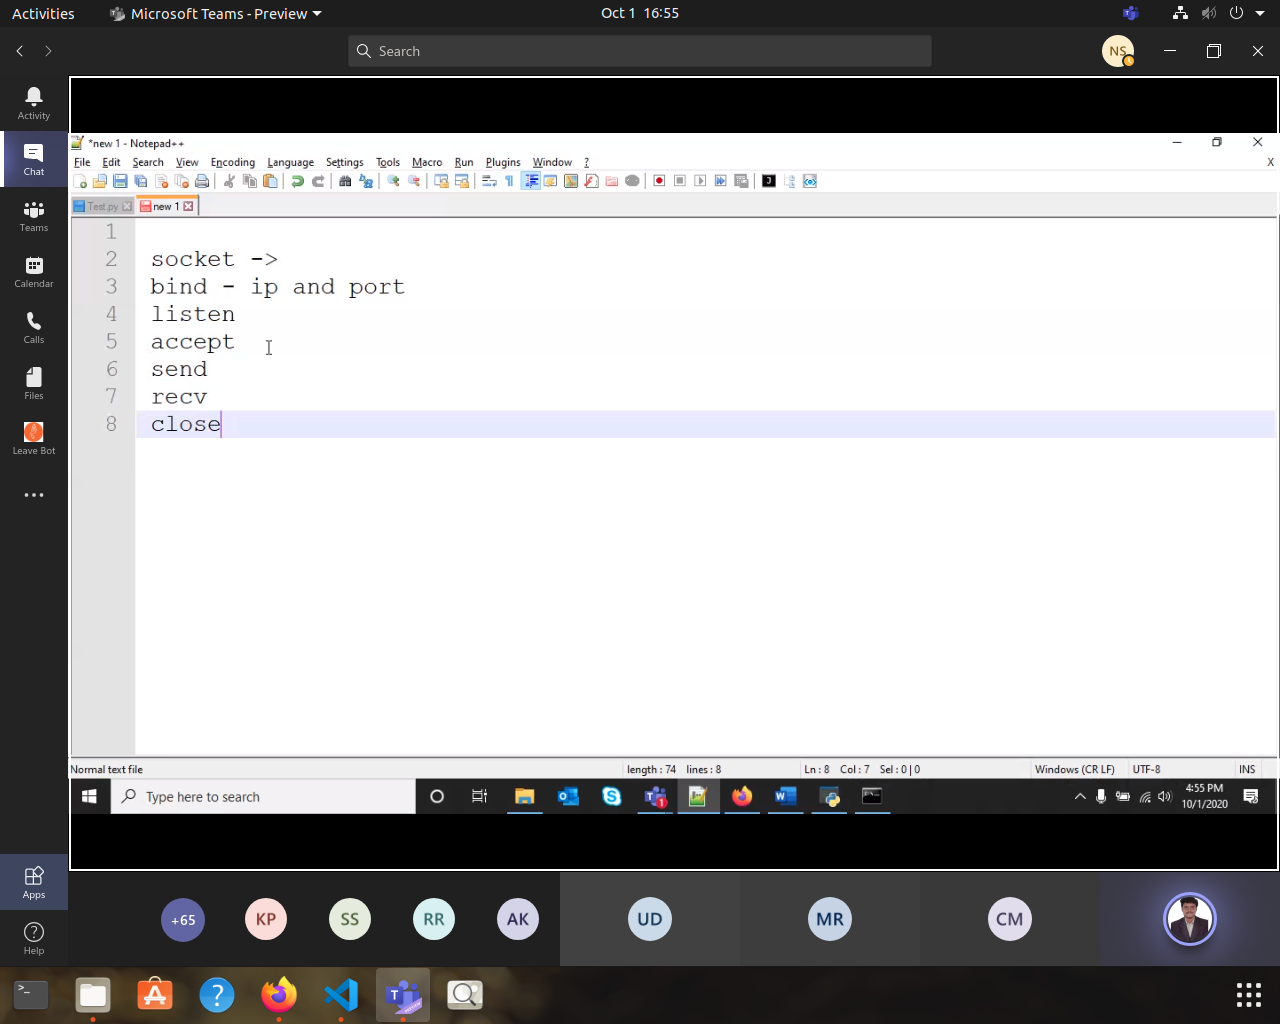 Activities
Microsoft Teams - Preview
Oct 1 16:55
Search
NS
Activity
Chat
Teams
Calendar
Calls
Files
Leave Bot
Apps
Help
*new 1 - Notepad++
File Edit Search View Encoding Language Settings Tools Macro Run Plugins Window ?
X
Test.py
new 1
1
2 socket ->
3 bind - ip and port
4 listen
5 accept
6 send
7 recv
8 close
Normal text file
length : 74 lines : 8
Ln : 8 Col : 7 Sel : 0 | 0
Windows (CR LF)
UTF-8
INS
Type here to search
1
4:55 PM
10/1/2020
+65
KP
SS
RR
AK
UD
MR
CM